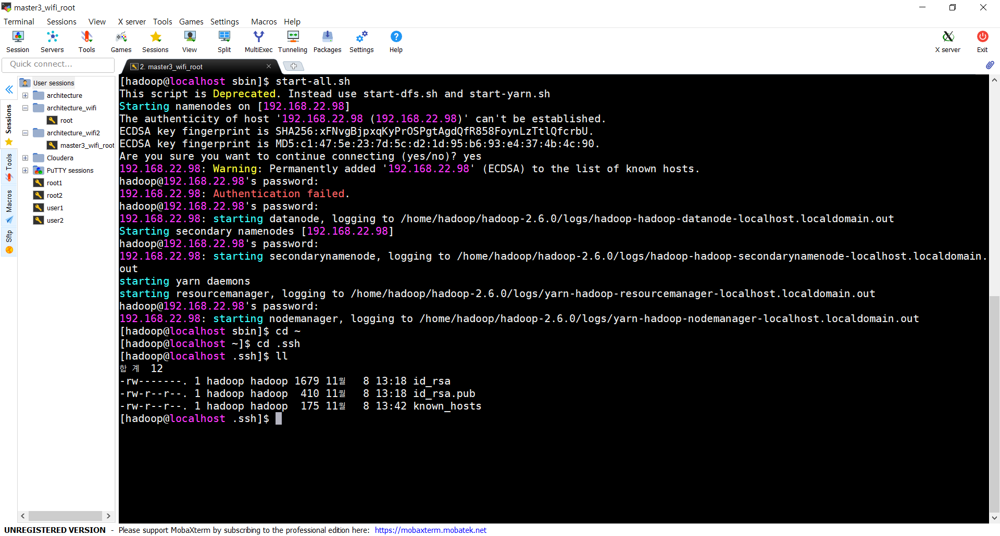 master3_wifi_root
Terminal Sessions View X server Tools Games Settings Macros Help
Session Servers Tools Games Sessions View Split MultiExec Tunneling Packages Settings Help X server Exit
Quick connect...
2. master3_wifi_root
Sessions
Tools
Macros
Sftp
User sessions
architecture
architecture_wifi
root
architecture_wifi2
master3_wifi_root
Cloudera
PuTTY sessions
root1
root2
user1
user2
[hadoop@localhost sbin]$ start-all.sh
This script is Deprecated. Instead use start-dfs.sh and start-yarn.sh
Starting namenodes on [192.168.22.98]
The authenticity of host '192.168.22.98 (192.168.22.98)' can't be established.
ECDSA key fingerprint is SHA256:xFNvgBjpxqKyPrOSPgtAgdQfR858FoynLzTtlQfcrbU.
ECDSA key fingerprint is MD5:c1:47:5e:23:7d:5c:d2:1d:95:b6:93:e4:37:4b:4c:90.
Are you sure you want to continue connecting (yes/no)? yes
192.168.22.98: Warning: Permanently added '192.168.22.98' (ECDSA) to the list of known hosts.
hadoop@192.168.22.98's password:
192.168.22.98: Authentication failed.
hadoop@192.168.22.98's password:
192.168.22.98: starting datanode, logging to /home/hadoop/hadoop-2.6.0/logs/hadoop-hadoop-datanode-localhost.localdomain.out
Starting secondary namenodes [192.168.22.98]
hadoop@192.168.22.98's password:
192.168.22.98: starting secondarynamenode, logging to /home/hadoop/hadoop-2.6.0/logs/hadoop-hadoop-secondarynamenode-localhost.localdomain.
out
starting yarn daemons
starting resourcemanager, logging to /home/hadoop/hadoop-2.6.0/logs/yarn-hadoop-resourcemanager-localhost.localdomain.out
hadoop@192.168.22.98's password:
192.168.22.98: starting nodemanager, logging to /home/hadoop/hadoop-2.6.0/logs/yarn-hadoop-nodemanager-localhost.localdomain.out
[hadoop@localhost sbin]$ cd ~
[hadoop@localhost ~]$ cd .ssh
[hadoop@localhost .ssh]$ ll
합계 12
-rw-------. 1 hadoop hadoop 1679 11월 8 13:18 id_rsa
-rw-r--r--. 1 hadoop hadoop 410 11월 8 13:18 id_rsa.pub
-rw-r--r--. 1 hadoop hadoop 175 11월 8 13:42 known_hosts
[hadoop@localhost .ssh]$
UNREGISTERED VERSION - Please support MobaXterm by subscribing to the professional edition here: https://mobaxterm.mobatek.net